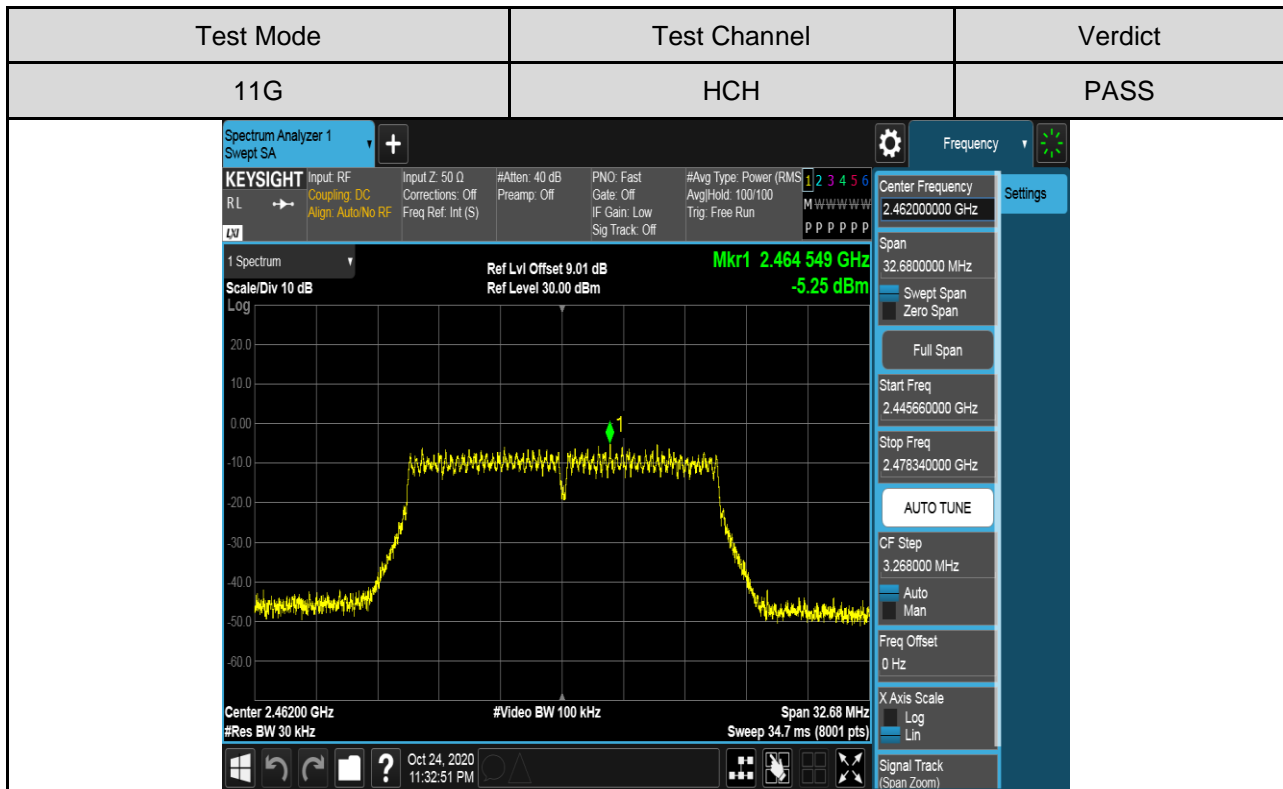 Test Mode Test Channel Verdict
11G HCH PASS
Spectrum Analyzer 1
Swept SA
+
Frequency
KEYSIGHT
RL
LXI
Input: RF
Coupling: DC
Align: Auto/No RF
Input Z: 50 Ω
Corrections: Off
Freq Ref: Int (S)
#Atten: 40 dB
Preamp: Off
PNO: Fast
Gate: Off
IF Gain: Low
Sig Track: Off
#Avg Type: Power (RMS
Avg|Hold: 100/100
Trig: Free Run
1 2 3 4 5 6
M W W W W W
P P P P P P
1 Spectrum
Scale/Div 10 dB
Ref Lvl Offset 9.01 dB
Ref Level 30.00 dBm
Mkr1 2.464 549 GHz
-5.25 dBm
Log
20.0
10.0
0.00
-10.0
-20.0
-30.0
-40.0
-50.0
-60.0
1
Center 2.46200 GHz
#Res BW 30 kHz
#Video BW 100 kHz
Span 32.68 MHz
Sweep 34.7 ms (8001 pts)
Center Frequency
2.462000000 GHz
Settings
Span
32.6800000 MHz
Swept Span
Zero Span
Full Span
Start Freq
2.445660000 GHz
Stop Freq
2.478340000 GHz
AUTO TUNE
CF Step
3.268000 MHz
Auto
Man
Freq Offset
0 Hz
X Axis Scale
Log
Lin
Signal Track
(Span Zoom)
?
Oct 24, 2020
11:32:51 PM